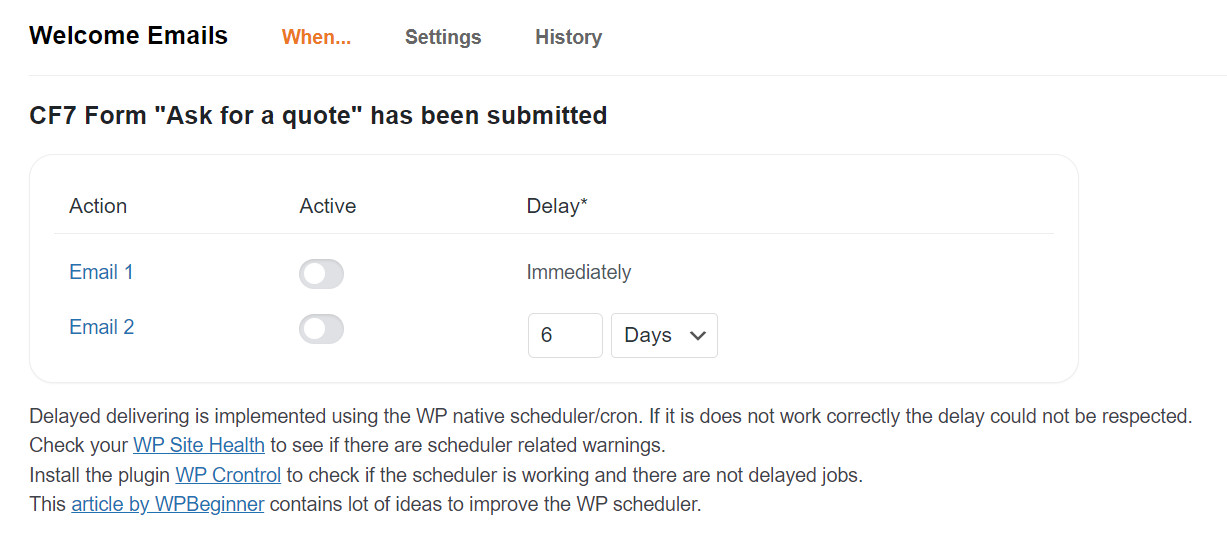 Welcome Emails When... Settings History
CF7 Form "Ask for a quote" has been submitted
Action Active Delay*
Email 1 Immediately
Email 2 6 Days
Delayed delivering is implemented using the WP native scheduler/cron. If it is does not work correctly the delay could not be respected.
Check your WP Site Health to see if there are scheduler related warnings.
Install the plugin WP Crontrol to check if the scheduler is working and there are not delayed jobs.
This article by WPBeginner contains lot of ideas to improve the WP scheduler.